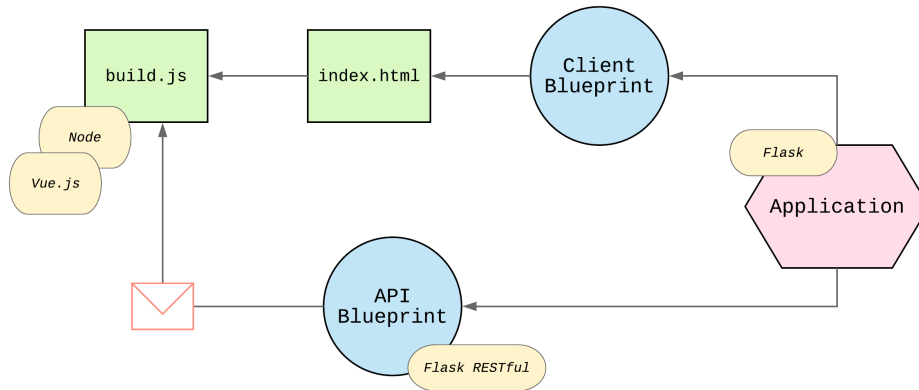 build.js
index.html
Client
Blueprint
Node
Vue.js
Flask
Application
API
Blueprint
Flask RESTful